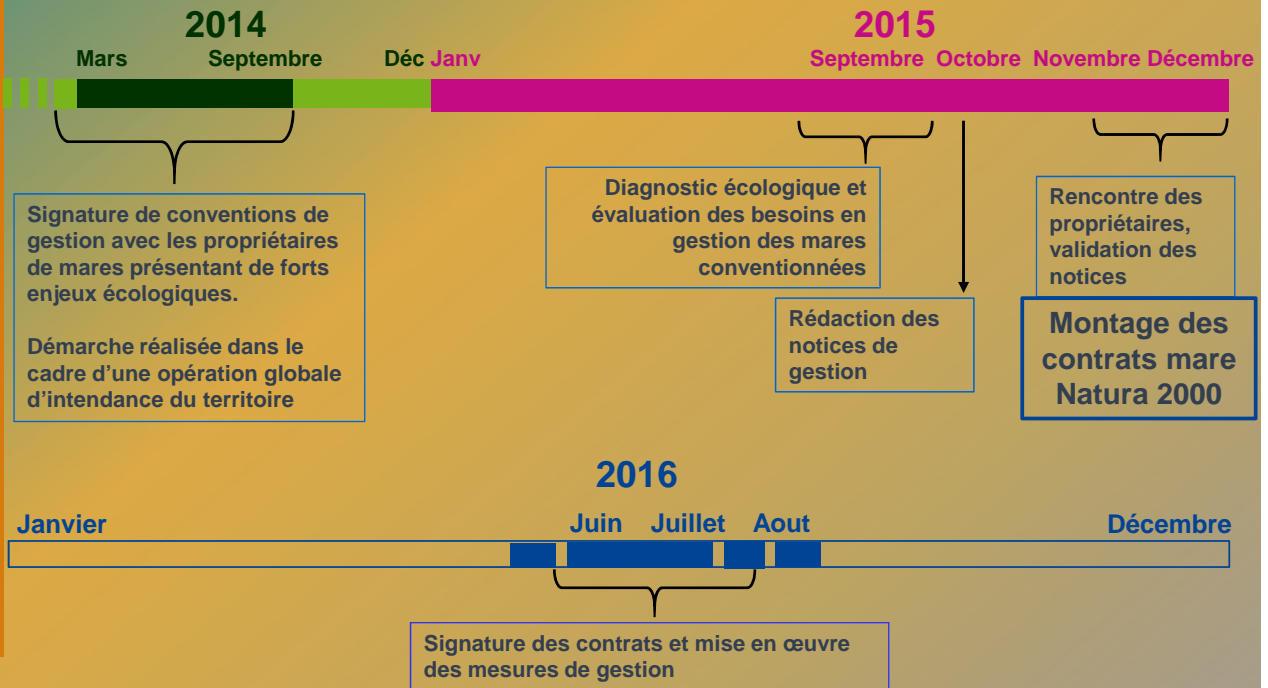 2014
2015
Mars Septembre Déc Janv
Septembre Octobre Novembre Décembre
Signature de conventions de
gestion avec les propriétaires
de mares présentant de forts
enjeux écologiques.
Démarche réalisée dans le
cadre d’une opération globale
d’intendance du territoire
Diagnostic écologique et
évaluation des besoins en
gestion des mares
conventionnées
Rédaction des
notices de
gestion
Rencontre des
propriétaires,
validation des
notices
Montage des
contrats mare
Natura 2000
2016
Janvier Juin Juillet Aout Décembre
Signature des contrats et mise en œuvre
des mesures de gestion